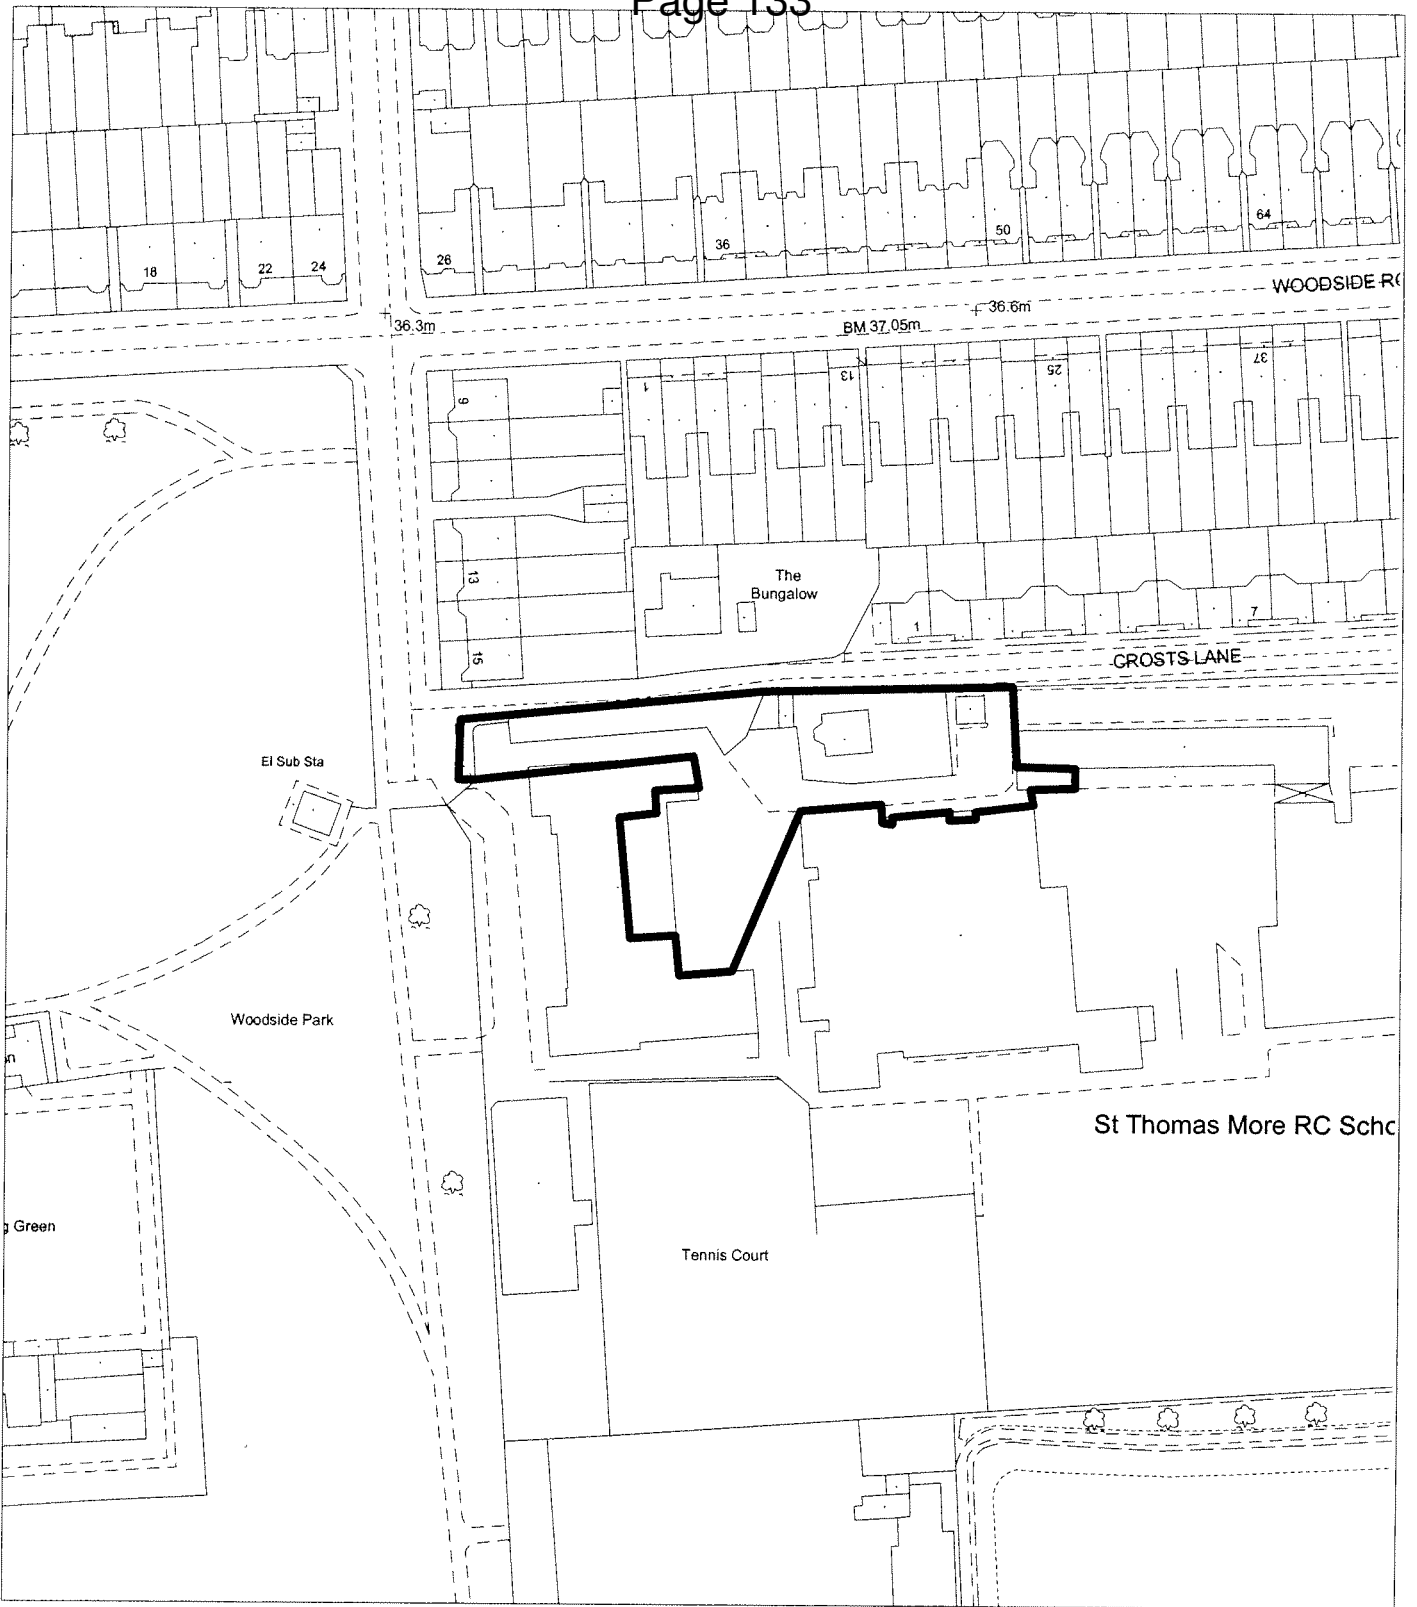 Page 133
18
22
24
26
36
50
64
WOODSIDE R
36.3m
BM 37.05m
36.6m
9
1
13
25
37
13
The
Bungalow
1
7
15
CROSTS LANE
El Sub Sta
Woodside Park
St Thomas More RC Scho
g Green
Tennis Court